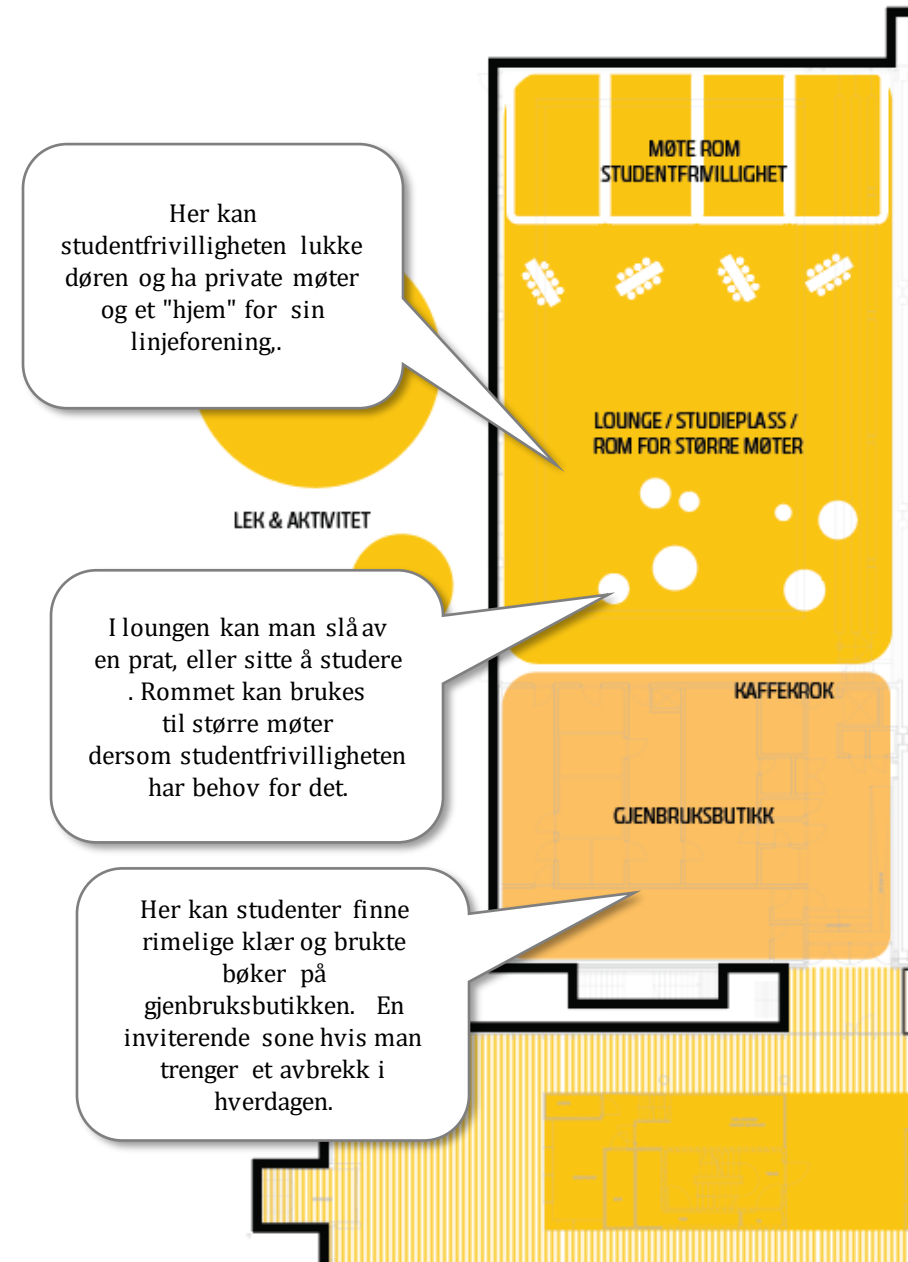 MØTE ROM
STUDENTFRIVILLIGHET
Her kan
studentfrivilligheten lukke
døren og ha private møter
og et "hjem" for sin
linjeforening,.
LOUNGE / STUDIEPLASS /
ROM FOR STØRRE MØTER
LEK & AKTIVITET
I loungen kan man slå av
en prat, eller sitte å studere
. Rommet kan brukes
til større møter
dersom studentfrivilligheten
har behov for det.
KAFFEKROK
GJENBRUKSBUTIKK
Her kan studenter finne
rimelige klær og brukte
bøker på
gjenbruksbutikken. En
inviterende sone hvis man
trenger et avbrekk i
hverdagen.